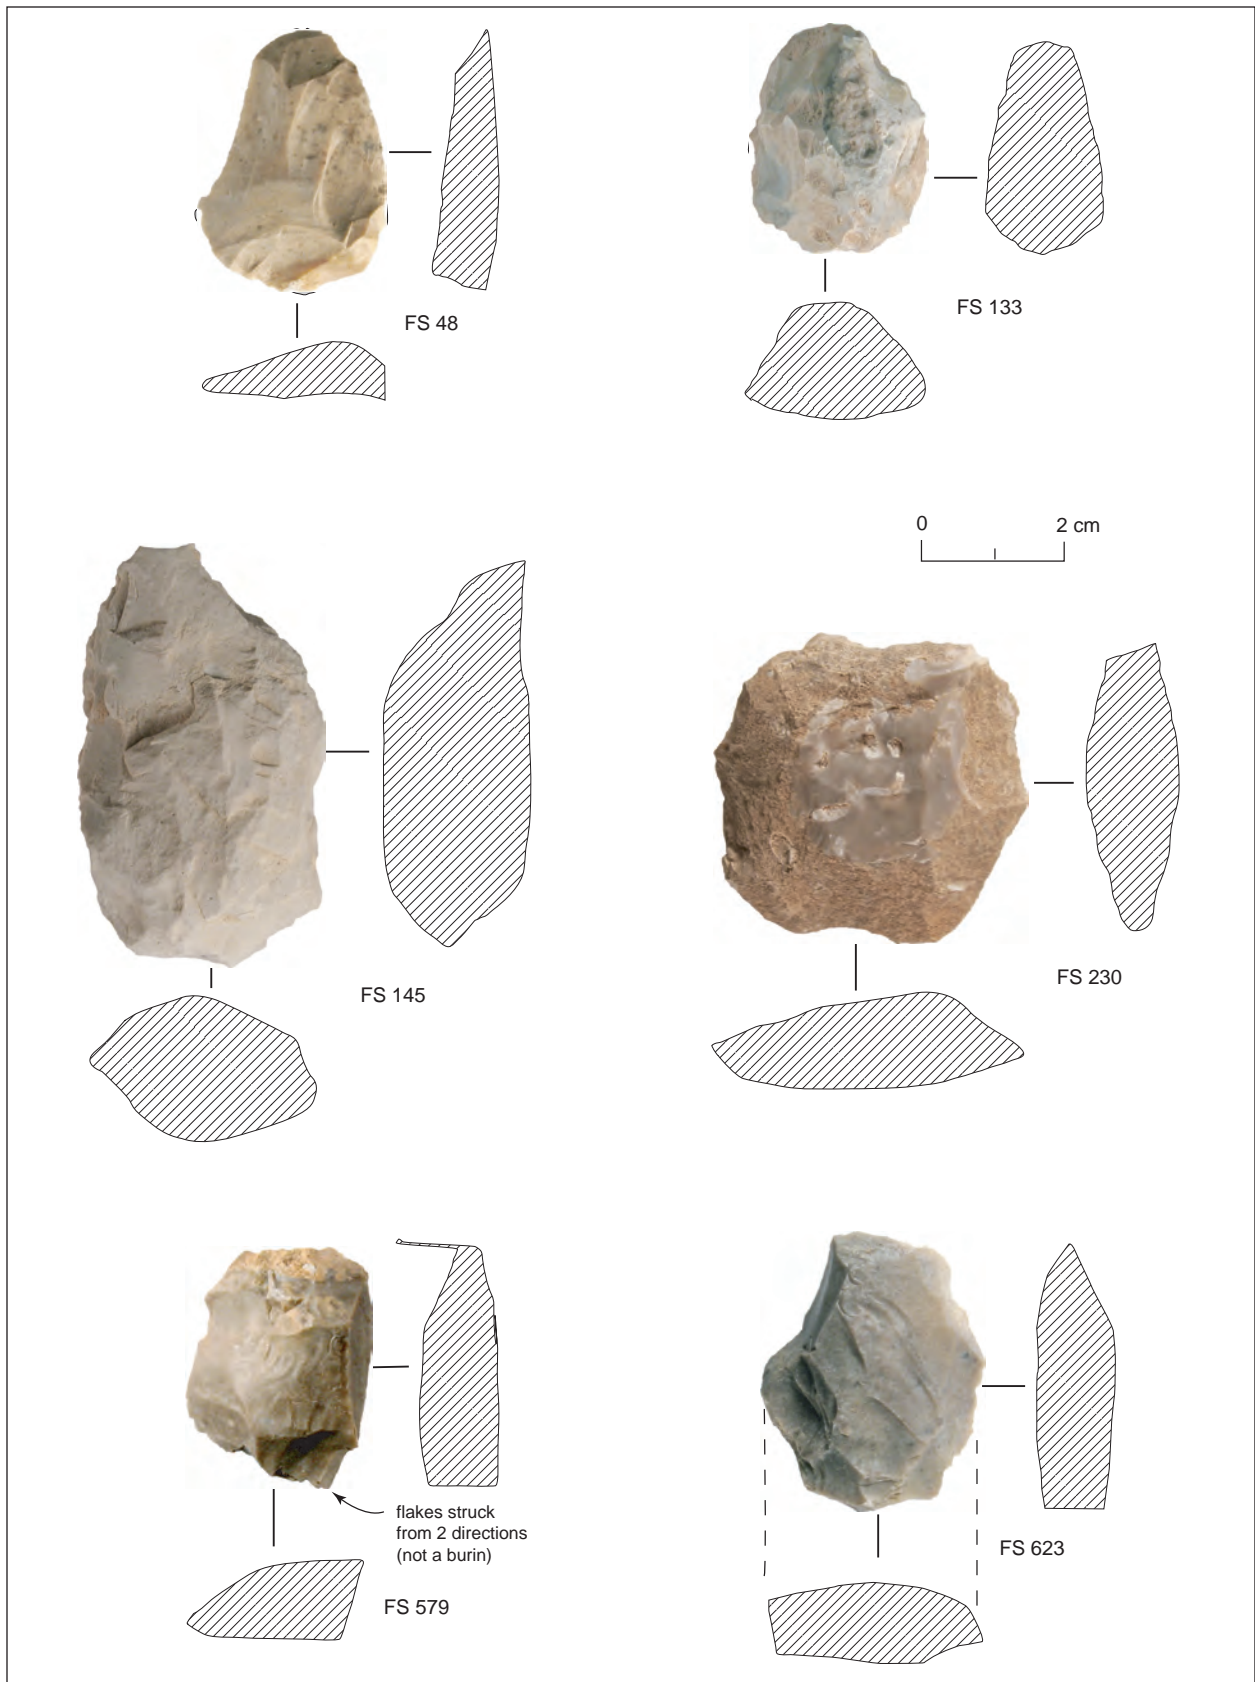 FS 48
FS 133
0 2 cm
FS 145
FS 230
flakes struck
from 2 directions
(not a burin)
FS 579
FS 623